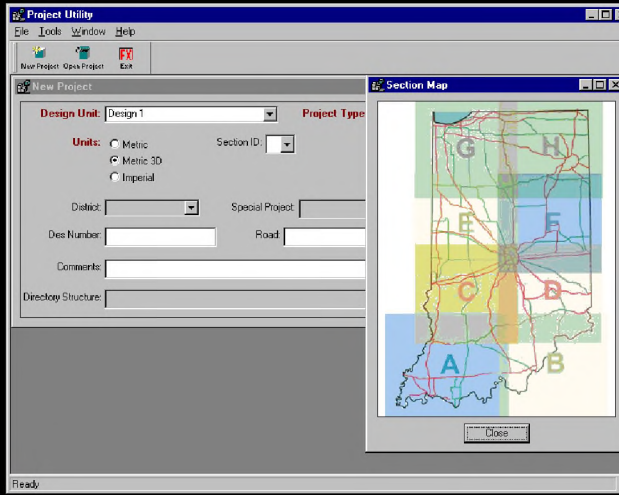 Project Utility
File Tools Window Help
New Project Open Project Exit
New Project
Design Unit: Design 1 Project Type
Units: Metric Section ID:
Metric 3D
Imperial
District: Special Project:
Des Number: Road:
Comments:
Directory Structure:
Section Map
G H
E F
C D
A B
Close
Ready